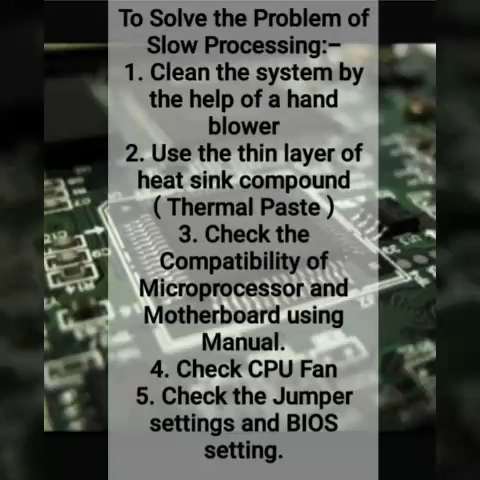 To Solve the Problem of
Slow Processing:–
1. Clean the system by
the help of a hand
blower
2. Use the thin layer of
heat sink compound
( Thermal Paste )
3. Check the
Compatibility of
Microprocessor and
Motherboard using
Manual.
4. Check CPU Fan
5. Check the Jumper
settings and BIOS
setting.